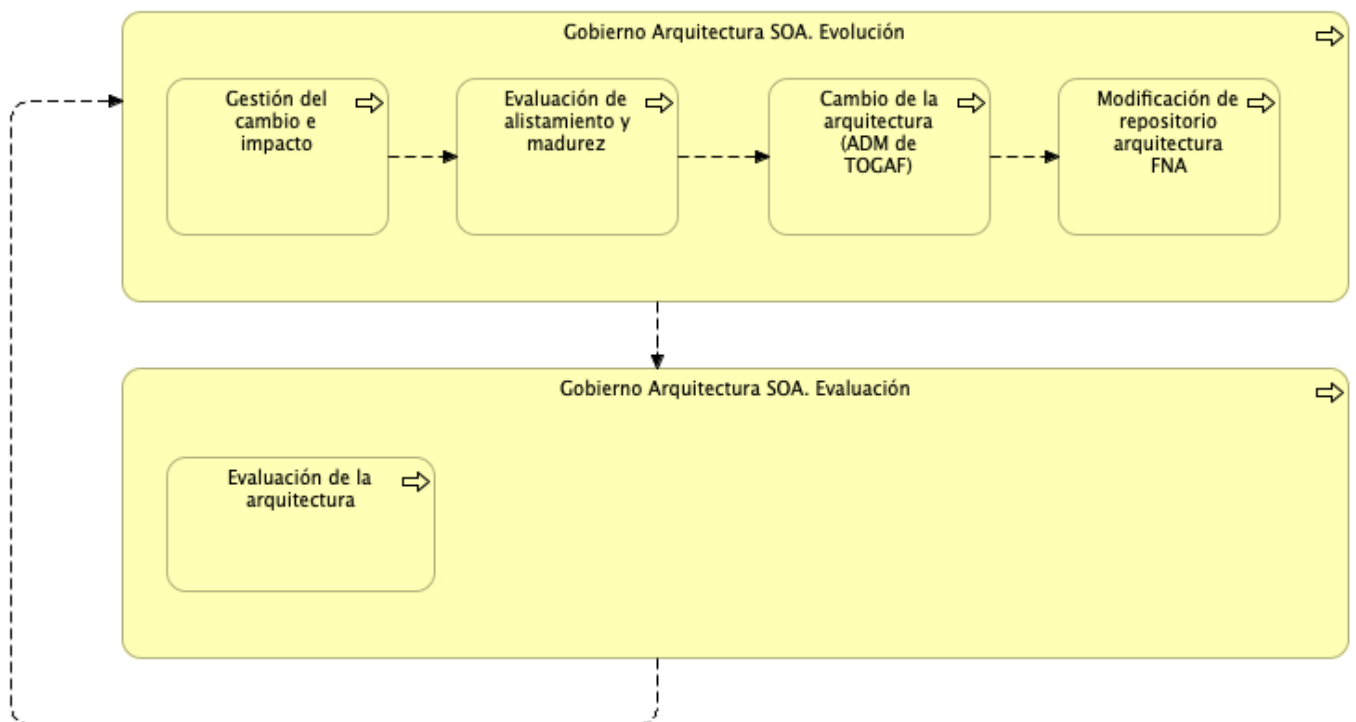 Gobierno Arquitectura SOA. Evolución
Gestión del
cambio e
impacto
Evaluación de
alistamiento y
madurez
Cambio de la
arquitectura
(ADM de
TOGAF)
Modificación de
repositorio
arquitectura
FNA
Gobierno Arquitectura SOA. Evaluación
Evaluación de la
arquitectura